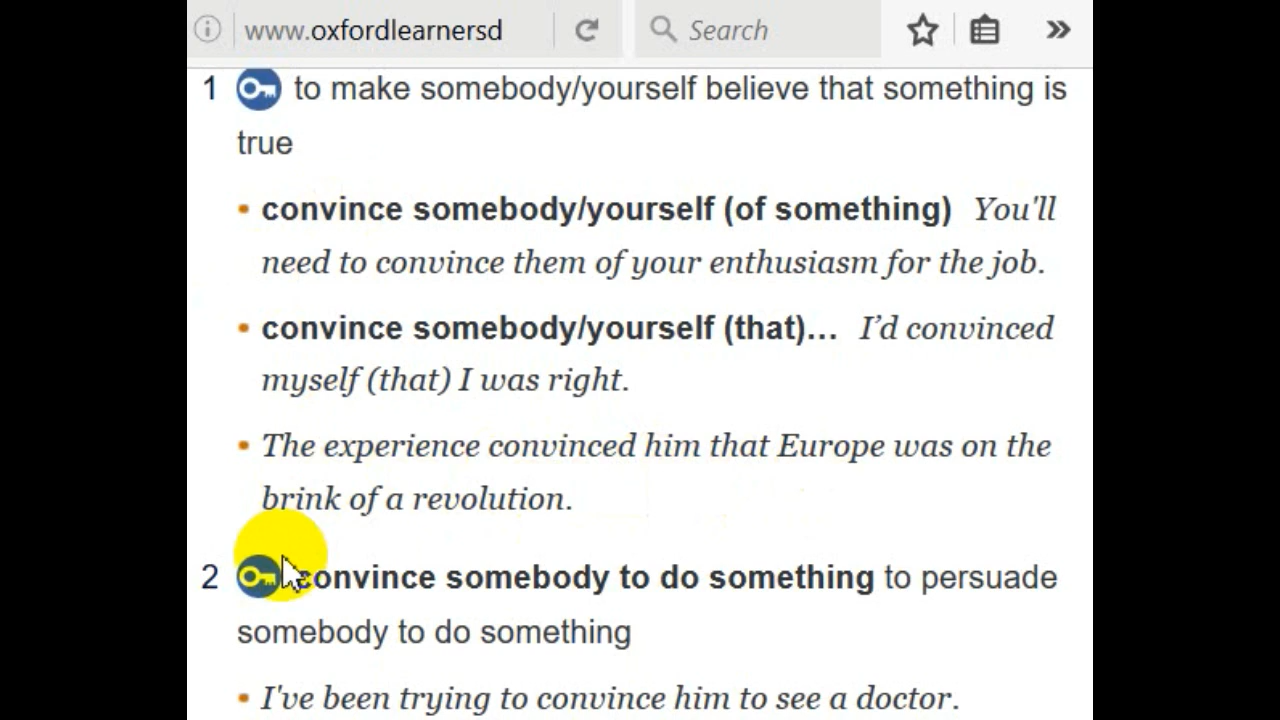 www.oxfordlearnersd
Search
1 to make somebody/yourself believe that something is
true
• convince somebody/yourself (of something) You'll
need to convince them of your enthusiasm for the job.
• convince somebody/yourself (that)… I’d convinced
myself (that) I was right.
• The experience convinced him that Europe was on the
brink of a revolution.
2 convince somebody to do something to persuade
somebody to do something
• I've been trying to convince him to see a doctor.